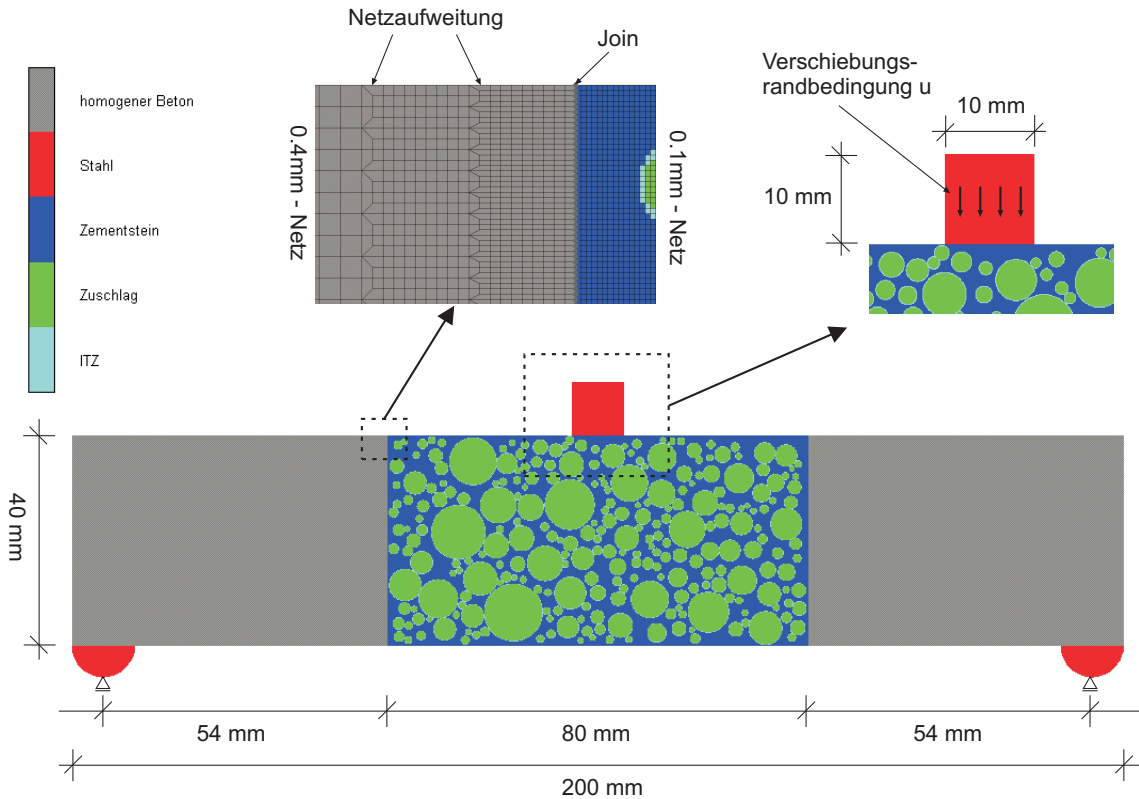 Netzaufweitung
Join
Verschiebungs-
randbedingung u
10 mm
10 mm
homogener Beton
Stahl
Zementstein
Zuschlag
ITZ
0.4mm - Netz
0.1mm - Netz
40 mm
54 mm
80 mm
54 mm
200 mm